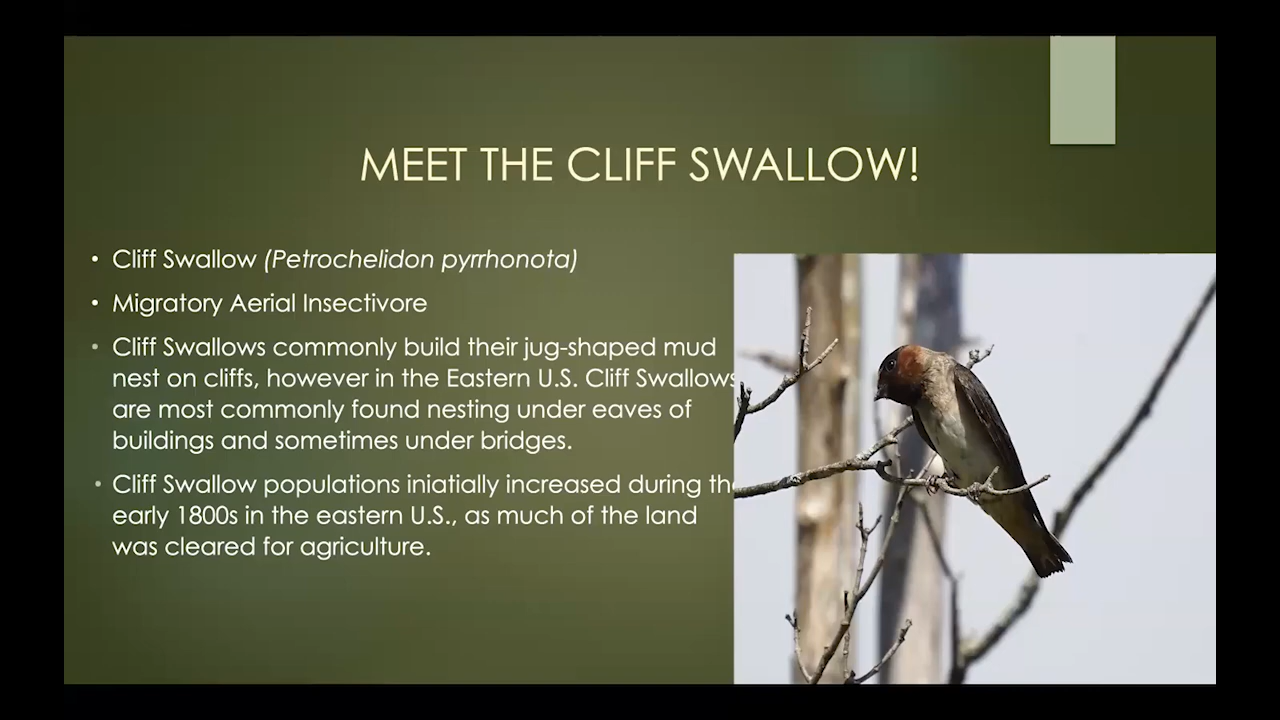 MEET THE CLIFF SWALLOW!
• Cliff Swallow (Petrochelidon pyrrhonota)
• Migratory Aerial Insectivore
• Cliff Swallows commonly build their jug-shaped mud
nest on cliffs, however in the Eastern U.S. Cliff Swallows
are most commonly found nesting under eaves of
buildings and sometimes under bridges.
• Cliff Swallow populations iniatially increased during the
early 1800s in the eastern U.S., as much of the land
was cleared for agriculture.